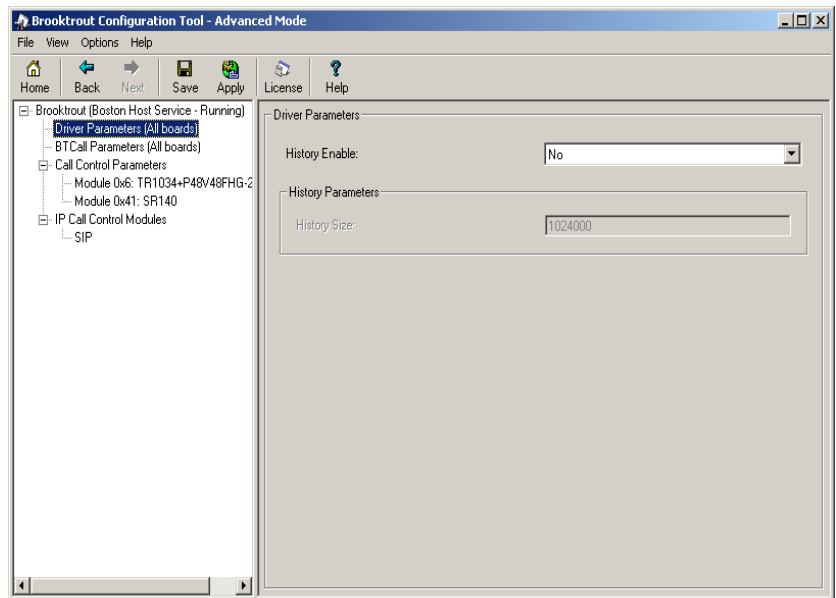 Brooktrout Configuration Tool - Advanced Mode
File View Options Help
Home Back Next Save Apply License Help
Brooktrout (Boston Host Service - Running)
Driver Parameters (All boards)
BTCall Parameters (All boards)
Call Control Parameters
Module 0x6: TR1034+P48V48FHG-2
Module 0x41: SR140
IP Call Control Modules
SIP
Driver Parameters
History Enable: No
History Parameters
History Size: 1024000